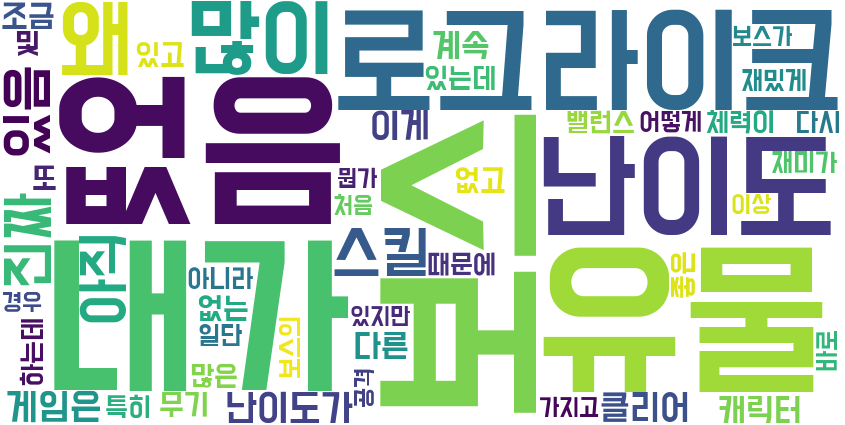 조금
왜
있고
많이
로그라이크
계속
있는데
보스가
재밌게
있음
없음
이게
밸런스
어떻게
체력이
다시
보스
없고
난이도
재미가
이상
뭔가
처음
진짜
아직
스킬
때문에
좋은
유물
대가
아니라
없는
일단
경우
하는데
보스의
있지만
다른
바로
많은
공격
게임은
특히
무기
난이도가
가지고
클리어
캐릭터